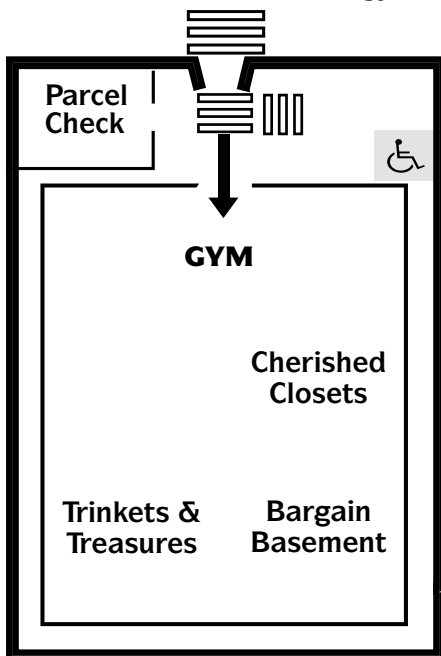 Parcel
Check
GYM
Cherished
Closets
Trinkets &
Treasures
Bargain
Basement